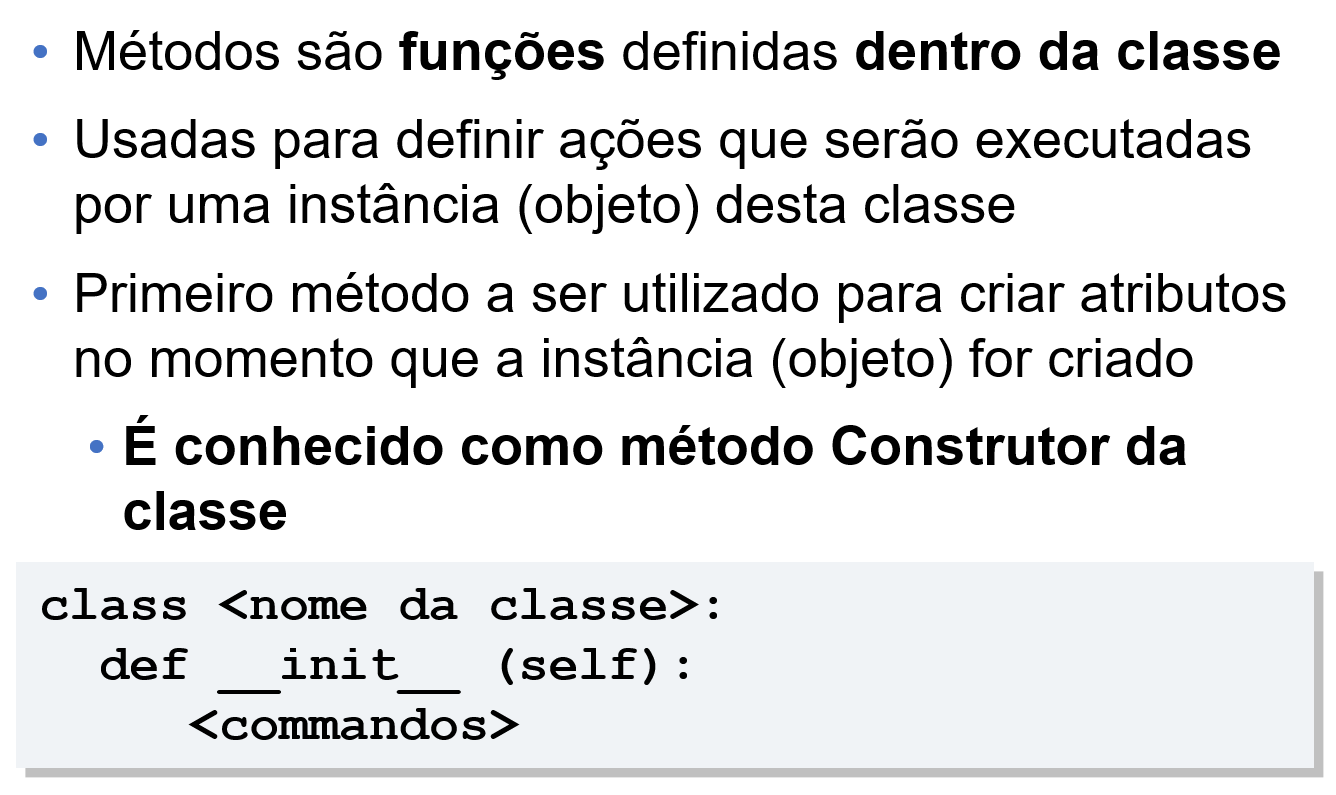 • Métodos são funções definidas dentro da classe
• Usadas para definir ações que serão executadas
por uma instância (objeto) desta classe
• Primeiro método a ser utilizado para criar atributos
no momento que a instância (objeto) for criado
• É conhecido como método Construtor da
classe
class <nome da classe>:
  def __init__ (self):
     <commandos>